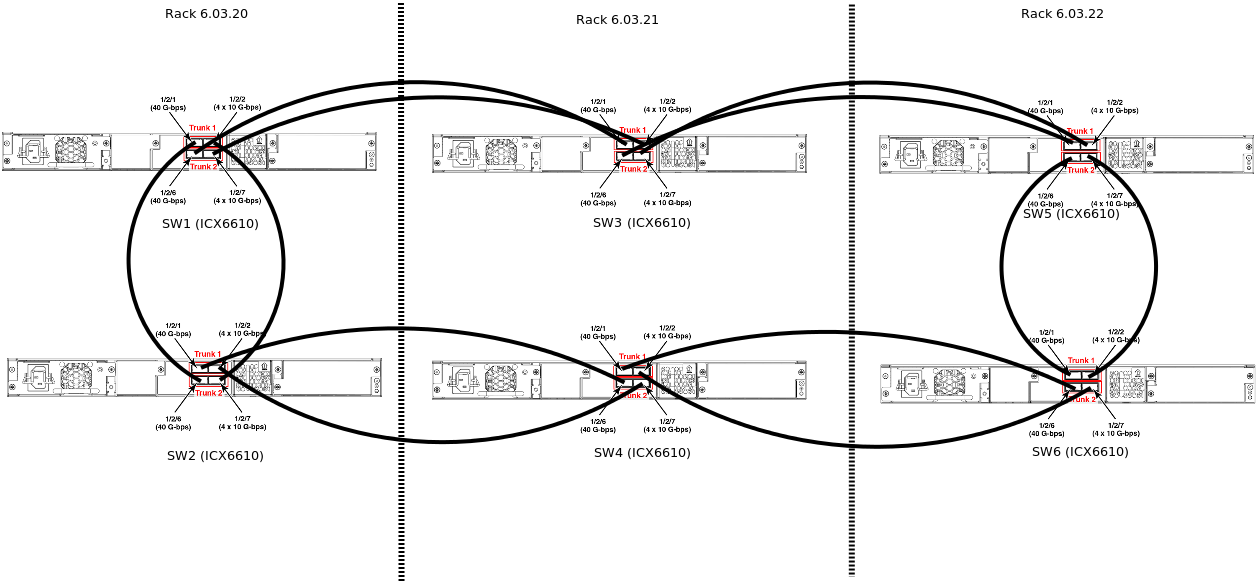 Rack 6.03.20
Rack 6.03.21
Rack 6.03.22
1/2/1
(40 G-bps)
1/2/2
(4 x 10 G-bps)
Trunk 1
Trunk 2
1/2/6
(40 G-bps)
1/2/7
(4 x 10 G-bps)
SW1 (ICX6610)
1/2/1
(40 G-bps)
1/2/2
(4 x 10 G-bps)
Trunk 1
Trunk 2
1/2/6
(40 G-bps)
1/2/7
(4 x 10 G-bps)
SW3 (ICX6610)
1/2/1
(40 G-bps)
1/2/2
(4 x 10 G-bps)
Trunk 1
Trunk 2
1/2/6
(40 G-bps)
1/2/7
(4 x 10 G-bps)
SW5 (ICX6610)
1/2/1
(40 G-bps)
1/2/2
(4 x 10 G-bps)
Trunk 1
Trunk 2
1/2/6
(40 G-bps)
1/2/7
(4 x 10 G-bps)
SW2 (ICX6610)
1/2/1
(40 G-bps)
1/2/2
(4 x 10 G-bps)
Trunk 1
Trunk 2
1/2/6
(40 G-bps)
1/2/7
(4 x 10 G-bps)
SW4 (ICX6610)
1/2/1
(40 G-bps)
1/2/2
(4 x 10 G-bps)
Trunk 1
Trunk 2
1/2/6
(40 G-bps)
1/2/7
(4 x 10 G-bps)
SW6 (ICX6610)